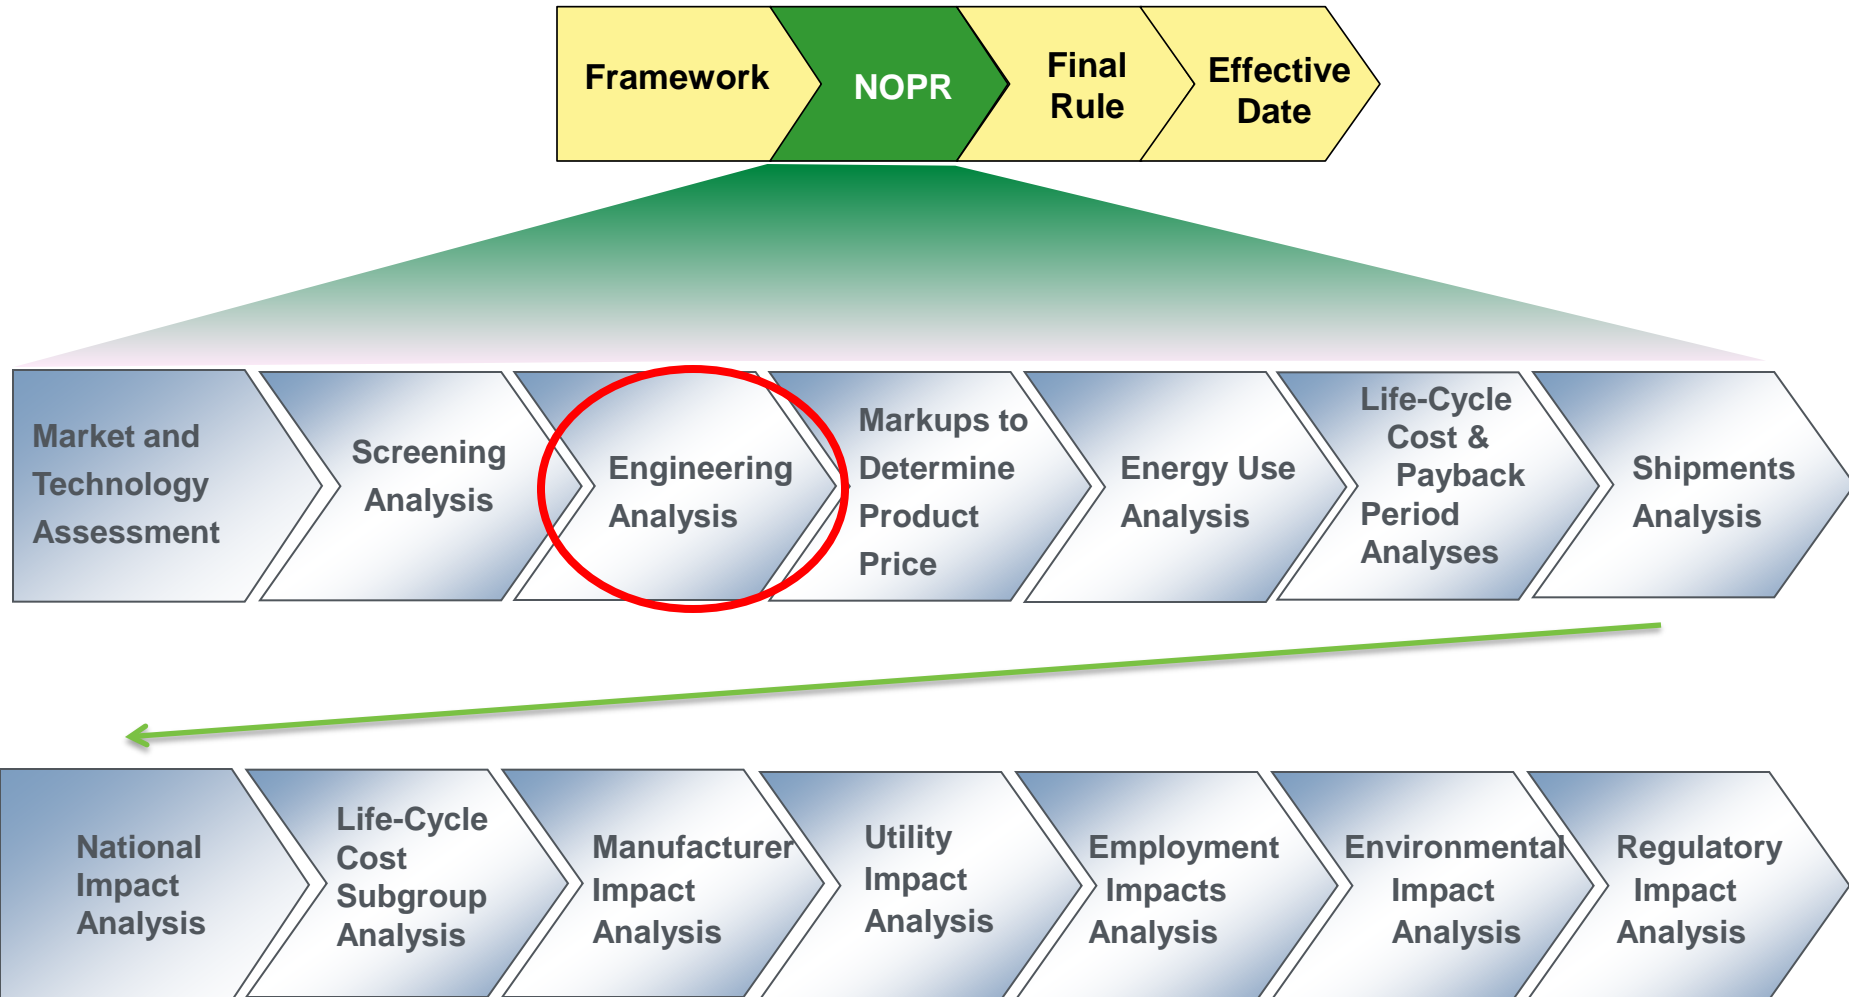 Framework
NOPR
Final
Rule
Effective
Date
Market and
Technology
Assessment
Screening
Analysis
Engineering
Analysis
Markups to
Determine
Product
Price
Energy Use
Analysis
Life-Cycle
Cost &
Payback
Period
Analyses
Shipments
Analysis
National
Impact
Analysis
Life-Cycle
Cost
Subgroup
Analysis
Manufacturer
Impact
Analysis
Utility
Impact
Analysis
Employment
Impacts
Analysis
Environmental
Impact
Analysis
Regulatory
Impact
Analysis